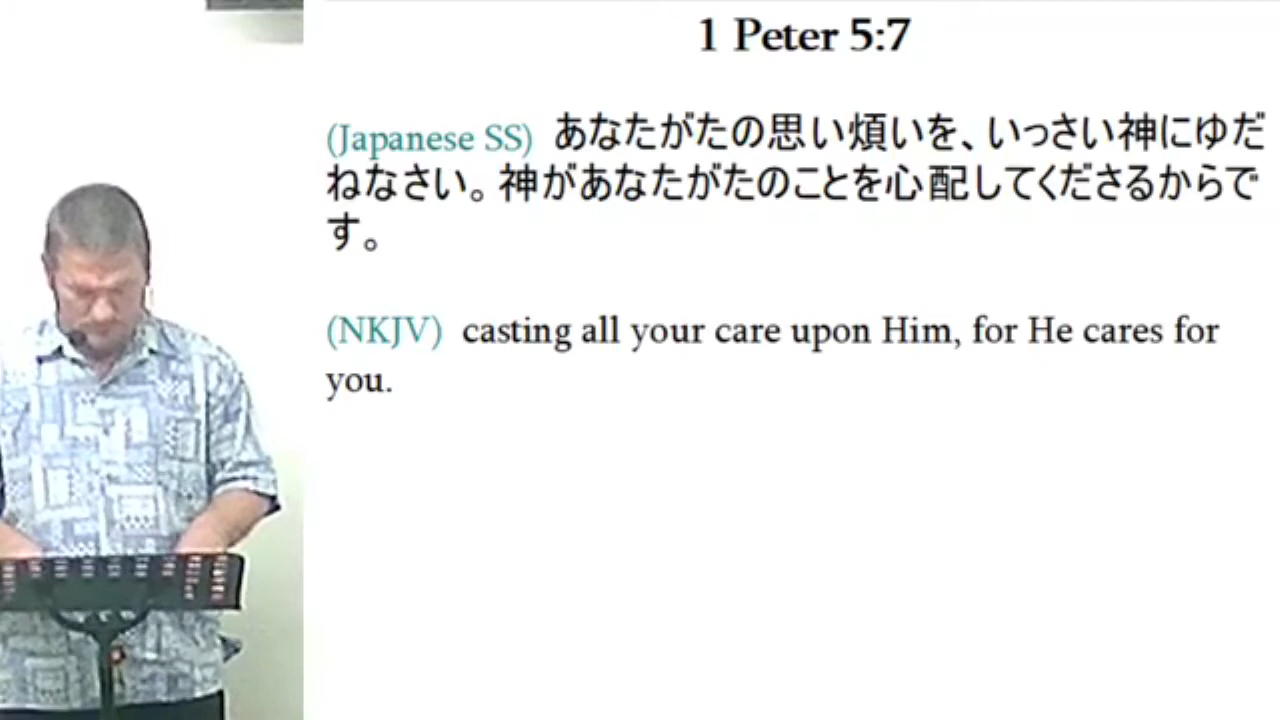 1 Peter 5:7
(Japanese SS) あなたがたの思い煩いを、いっさい神にゆだ
ねなさい。神があなたがたのことを心配してくださるからで
す。
(NKJV) casting all your care upon Him, for He cares for
you.